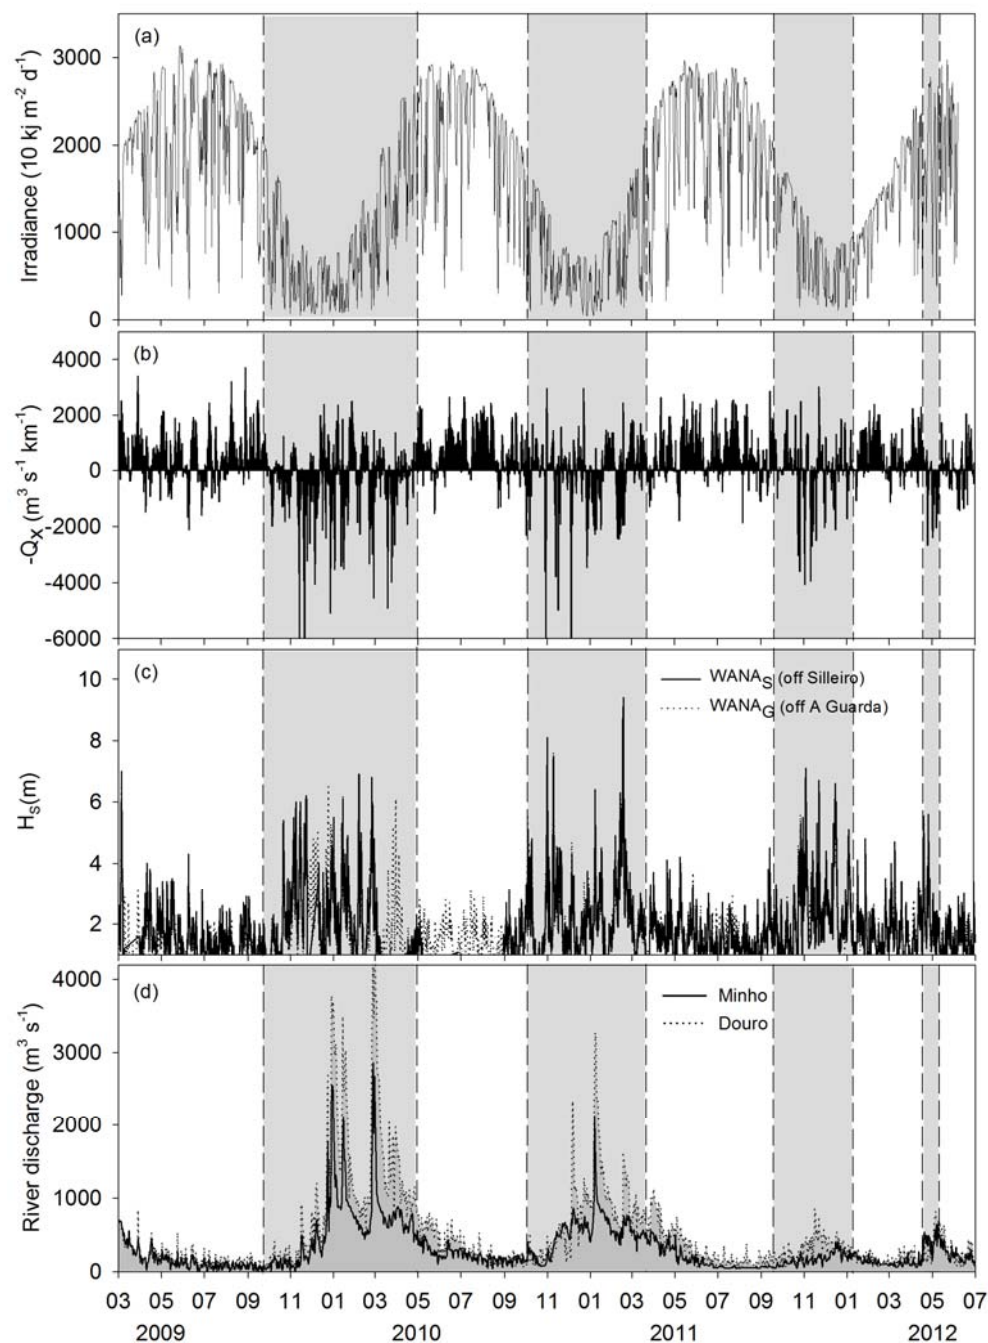 (a)
3000
2000
1000
0
Irradiance (10 kj m⁻² d⁻¹)
(b)
4000
2000
0
-2000
-4000
-6000
-Qₓ (m³ s⁻¹ km⁻¹)
(c)
WANA_S (off Silleiro)
WANA_G (off A Guarda)
10
8
6
4
2
H_S(m)
(d)
Minho
Douro
4000
3000
2000
1000
0
River discharge (m³ s⁻¹)
03 05 07 09 11 01 03 05 07 09 11 01 03 05 07 09 11 01 03 05 07
2009 2010 2011 2012